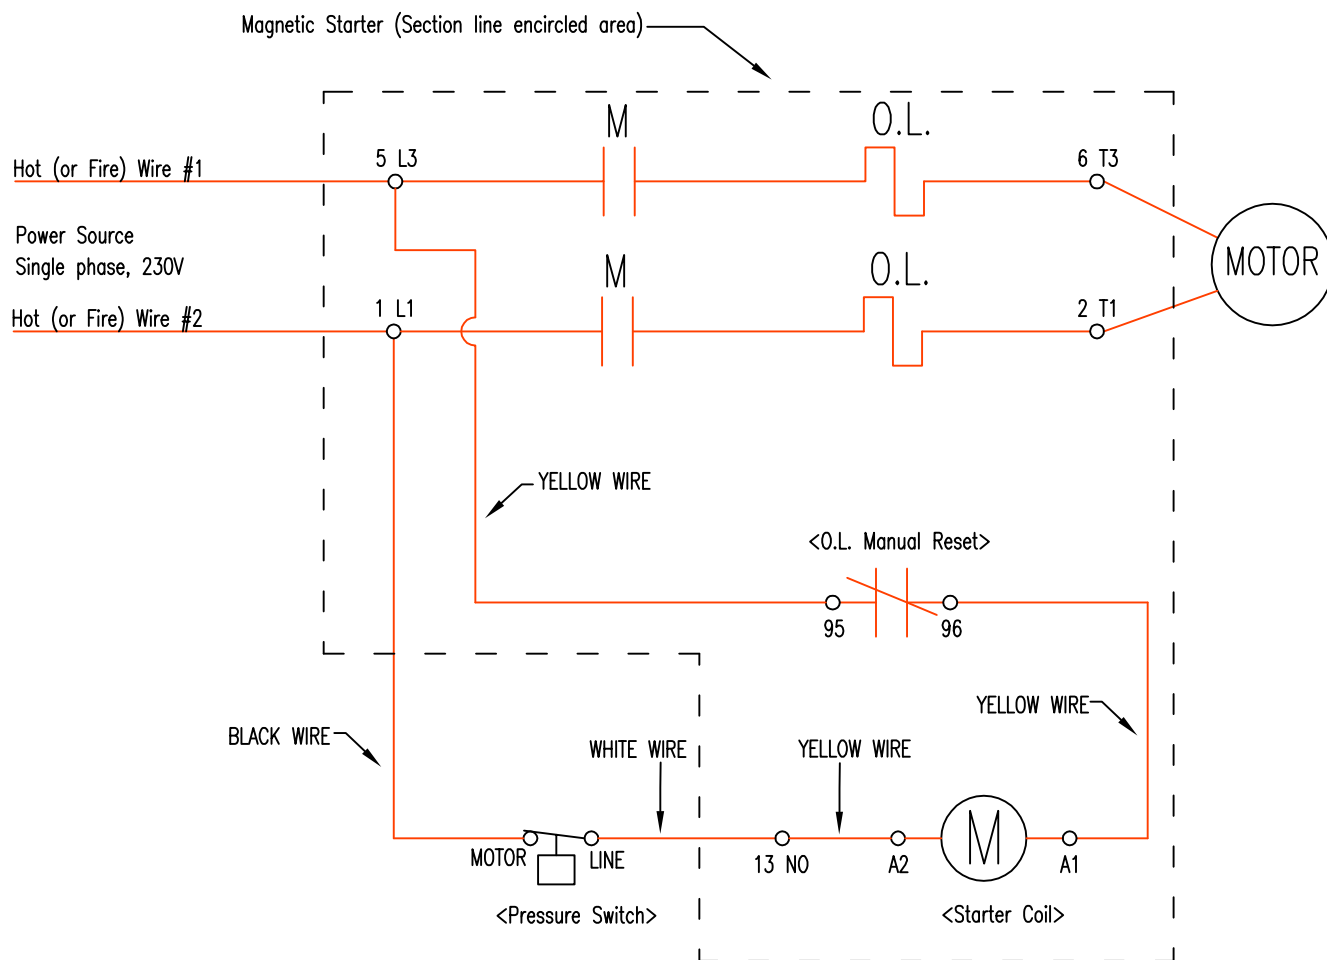 Magnetic Starter (Section line encircled area)
M
O.L.
Hot (or Fire) Wire #1
5 L3
6 T3
Power Source
Single phase, 230V
MOTOR
M
O.L.
Hot (or Fire) Wire #2
1 L1
2 T1
YELLOW WIRE
<O.L. Manual Reset>
95
96
YELLOW WIRE
BLACK WIRE
WHITE WIRE
YELLOW WIRE
M
MOTOR
LINE
13 NO
A2
A1
<Pressure Switch>
<Starter Coil>